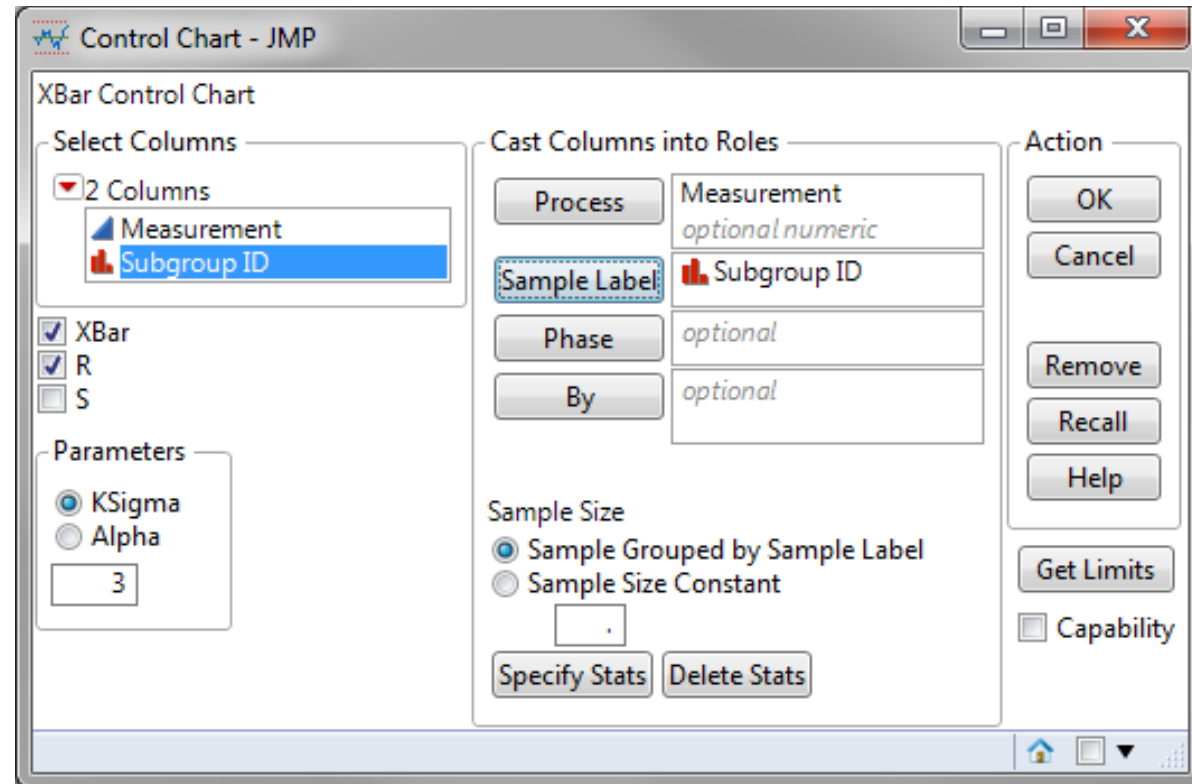 Control Chart - JMP
XBar Control Chart
Select Columns
2 Columns
Measurement
Subgroup ID
XBar
R
S
Parameters
KSigma
Alpha
3
Cast Columns into Roles
Process
Measurement
optional numeric
Sample Label
Subgroup ID
Phase
optional
By
optional
Sample Size
Sample Grouped by Sample Label
Sample Size Constant
.
Specify Stats
Delete Stats
Action
OK
Cancel
Remove
Recall
Help
Get Limits
Capability